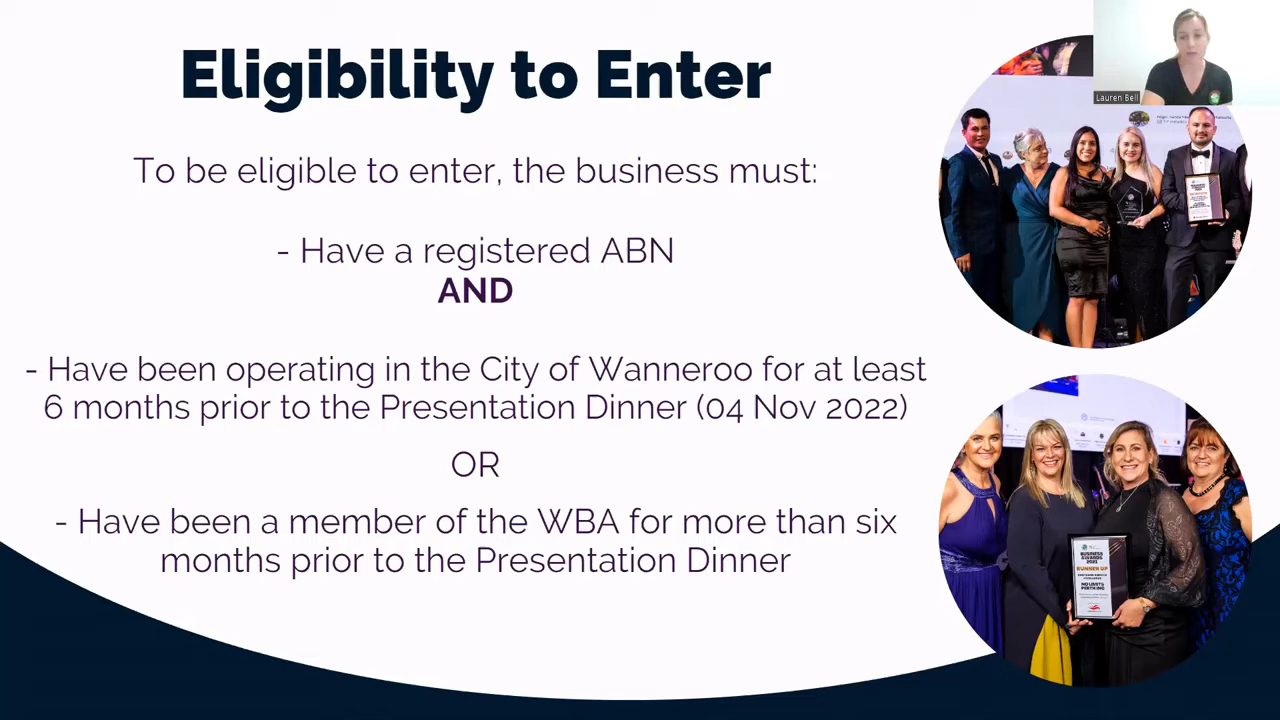 Eligibility to Enter
Lauren Bell
To be eligible to enter, the business must:
- Have a registered ABN
AND
- Have been operating in the City of Wanneroo for at least
6 months prior to the Presentation Dinner (04 Nov 2022)
OR
- Have been a member of the WBA for more than six
months prior to the Presentation Dinner
BUSINESS
AWARDS
2021
RUNNER UP